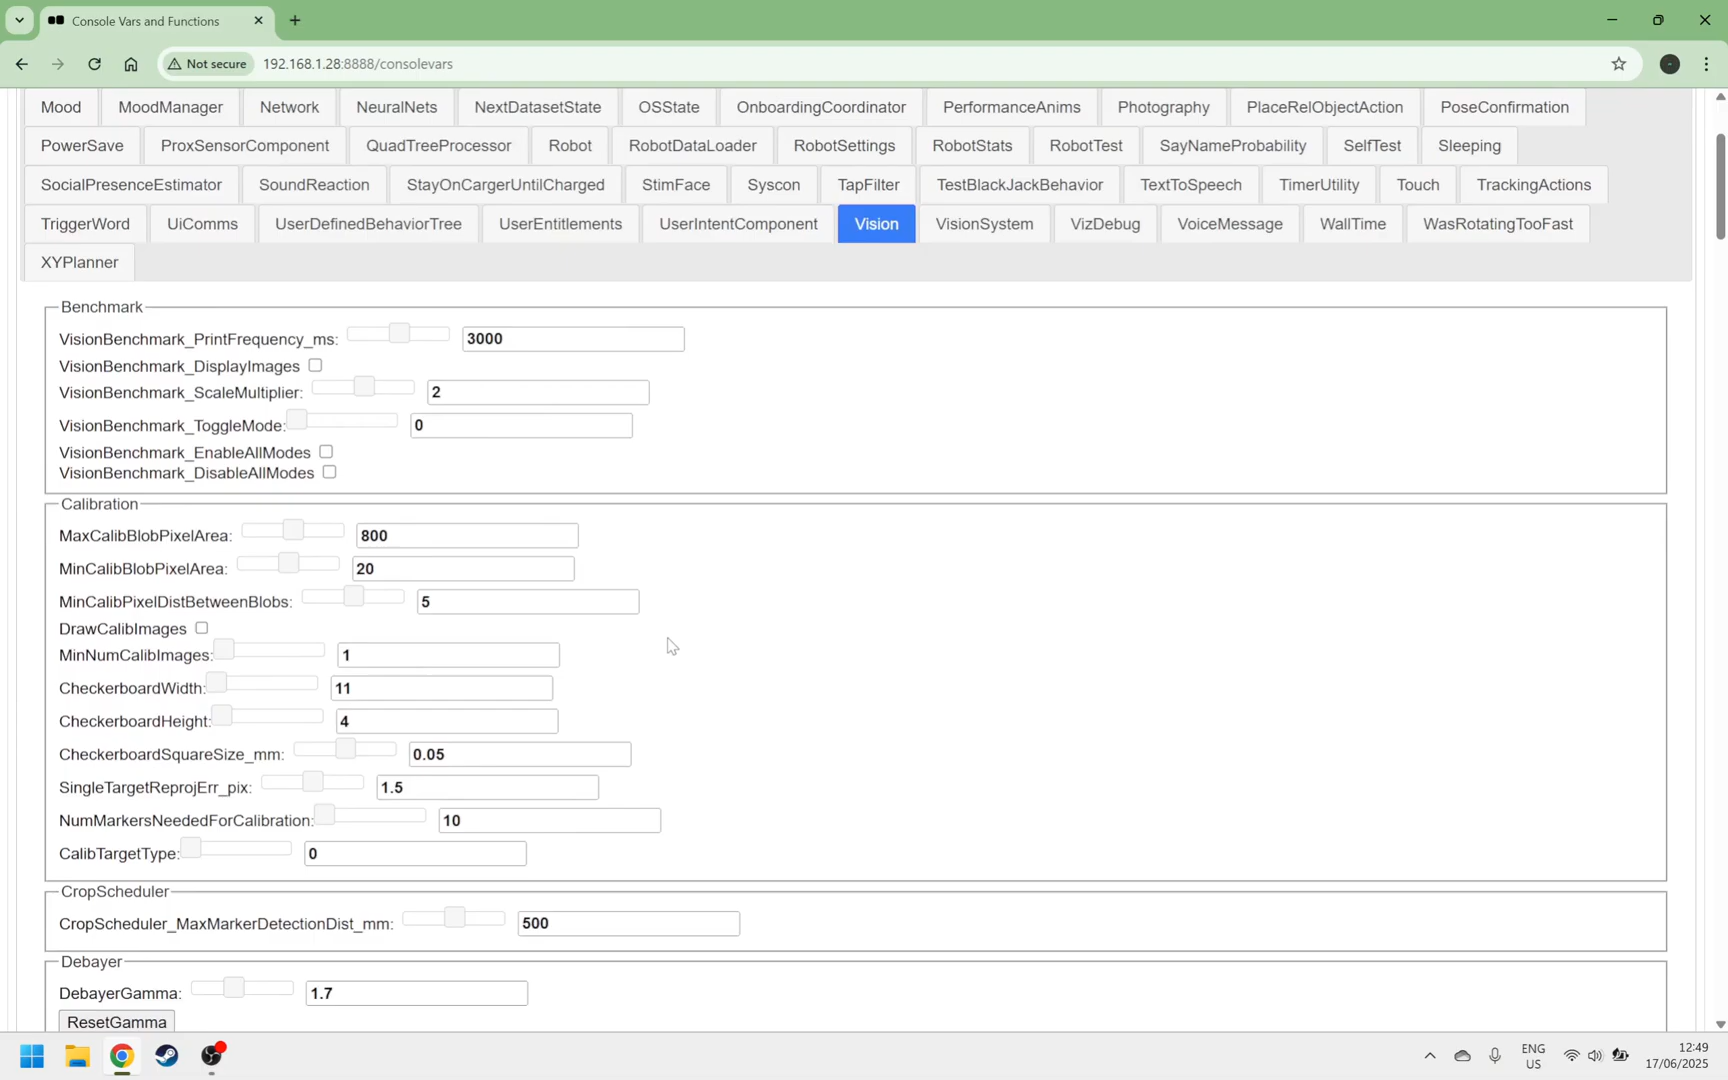 Console Vars and Functions
Not secure 192.168.1.28:8888/consolevars
Mood MoodManager Network NeuralNets NextDatasetState OSState OnboardingCoordinator PerformanceAnims Photography PlaceRelObjectAction PoseConfirmation
PowerSave ProxSensorComponent QuadTreeProcessor Robot RobotDataLoader RobotSettings RobotStats RobotTest SayNameProbability SelfTest Sleeping
SocialPresenceEstimator SoundReaction StayOnCargerUntilCharged StimFace Syscon TapFilter TestBlackJackBehavior TextToSpeech TimerUtility Touch TrackingActions
TriggerWord UiComms UserDefinedBehaviorTree UserEntitlements UserIntentComponent Vision VisionSystem VizDebug VoiceMessage WallTime WasRotatingTooFast
XYPlanner
Benchmark
VisionBenchmark_PrintFrequency_ms: 3000
VisionBenchmark_DisplayImages
VisionBenchmark_ScaleMultiplier: 2
VisionBenchmark_ToggleMode: 0
VisionBenchmark_EnableAllModes
VisionBenchmark_DisableAllModes
Calibration
MaxCalibBlobPixelArea: 800
MinCalibBlobPixelArea: 20
MinCalibPixelDistBetweenBlobs: 5
DrawCalibImages
MinNumCalibImages: 1
CheckerboardWidth: 11
CheckerboardHeight: 4
CheckerboardSquareSize_mm: 0.05
SingleTargetReprojErr_pix: 1.5
NumMarkersNeededForCalibration: 10
CalibTargetType: 0
CropScheduler
CropScheduler_MaxMarkerDetectionDist_mm: 500
Debayer
DebayerGamma: 1.7
ResetGamma
ENG
US
12:49
17/06/2025